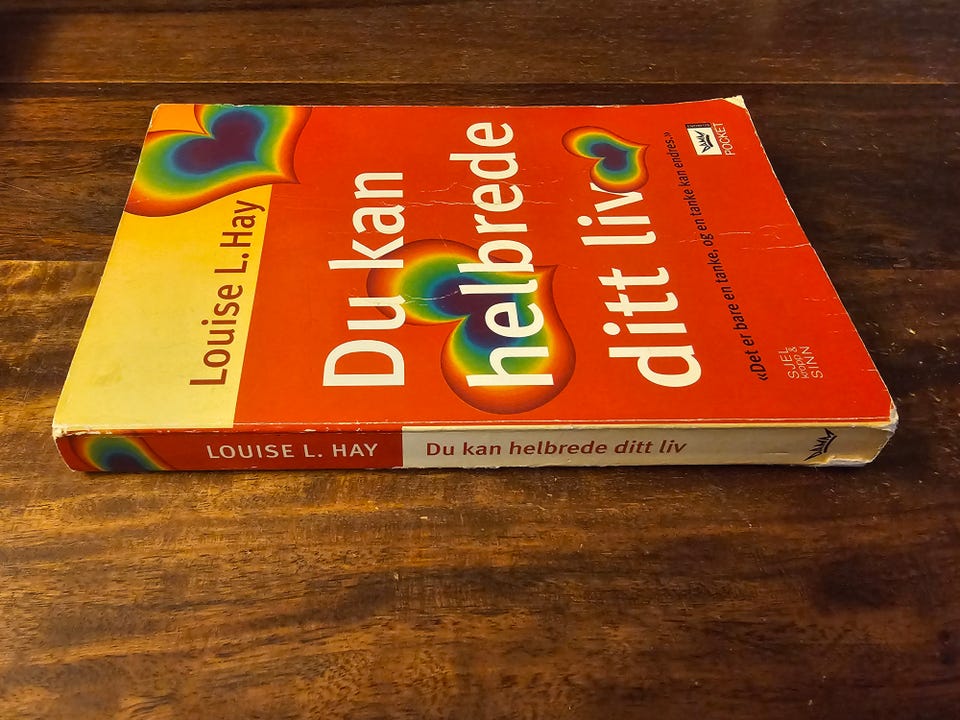 Louise L. Hay
Du kan
helbrede
ditt liv
«Det er bare en tanke, og en tanke kan endres.»
SJEL
kropp &
SINN
POCKET
LOUISE L. HAY
Du kan helbrede ditt liv